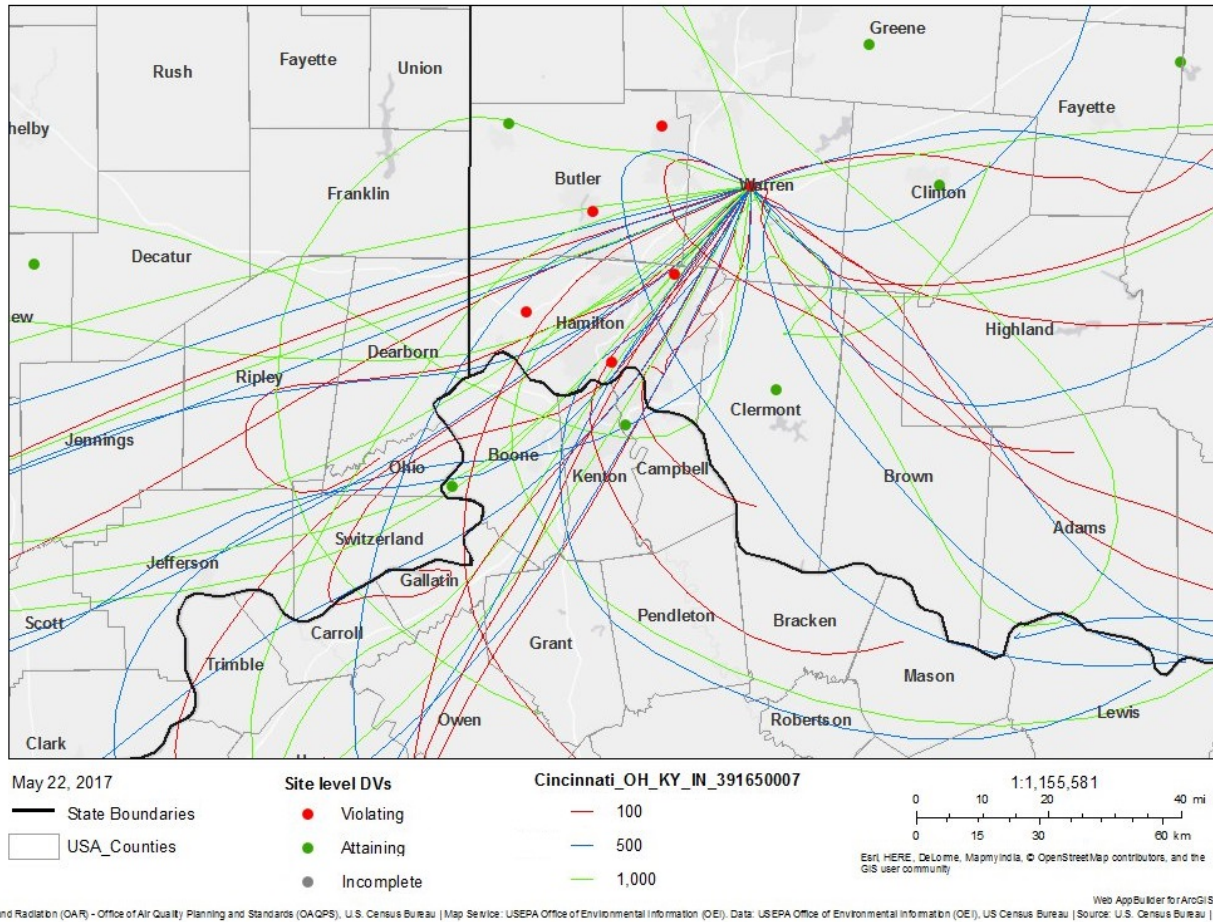 Greene
Fayette
Rush
Union
Fayette
helby
Butler
Warren
Clinton
Franklin
Decatur
ew
Hamilton
Highland
Dearborn
Ripley
Clermont
Jennings
Boone
Ohio
Kenton
Campbell
Brown
Adams
Switzerland
Jefferson
Gallatin
Pendleton
Bracken
Scott
Carroll
Grant
Trimble
Mason
Owen
Robertson
Lewis
Clark
May 22, 2017
State Boundaries
USA_Counties
Site level DVs
Violating
Attaining
Incomplete
Cincinnati_OH_KY_IN_391650007
100
500
1,000
1:1,155,581
0 10 20 40 mi
0 15 30 60 km
Esri, HERE, DeLorme, MapmyIndia, © OpenStreetMap contributors, and the
GIS user community
Web AppBuilder for ArcGIS
nd Radiation (OAR) - Office of Air Quality Planning and Standards (OAQPS), U.S. Census Bureau | Map Service: USEPA Office of Environmental Information (OEI). Data: USEPA Office of Environmental Information (OEI), US Census Bureau | Source: U.S. Census Bureau |